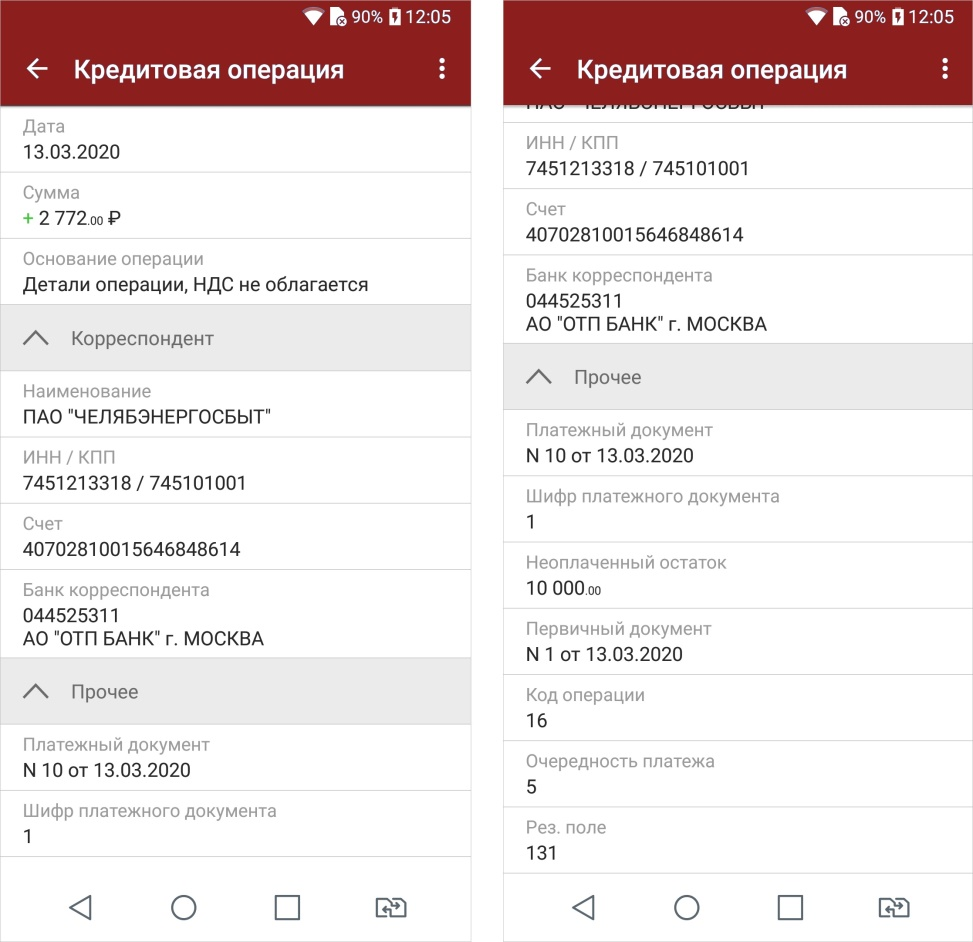 90% 12:05
Кредитовая операция
Дата
13.03.2020
Сумма
+ 2 772.00 ₽
Основание операции
Детали операции, НДС не облагается
Корреспондент
Наименование
ПАО "ЧЕЛЯБЭНЕРГОСБЫТ"
ИНН / КПП
7451213318 / 745101001
Счет
40702810015646848614
Банк корреспондента
044525311
АО "ОТП БАНК" г. МОСКВА
Прочее
Платежный документ
N 10 от 13.03.2020
Шифр платежного документа
1
90% 12:05
Кредитовая операция
ПАО "ЧЕЛЯБЭНЕРГОСБЫТ"
ИНН / КПП
7451213318 / 745101001
Счет
40702810015646848614
Банк корреспондента
044525311
АО "ОТП БАНК" г. МОСКВА
Прочее
Платежный документ
N 10 от 13.03.2020
Шифр платежного документа
1
Неоплаченный остаток
10 000.00
Первичный документ
N 1 от 13.03.2020
Код операции
16
Очередность платежа
5
Рез. поле
131